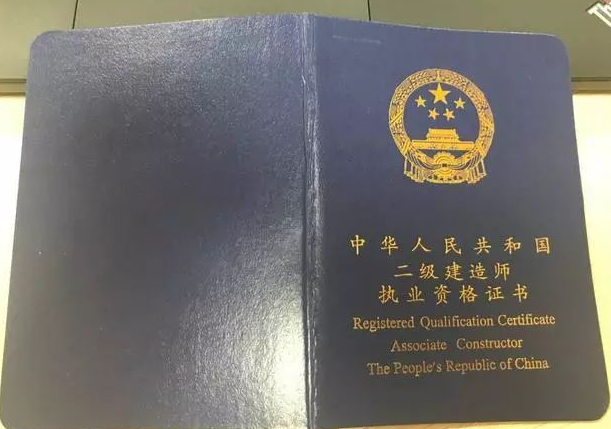 中华人民共和国
二级建造师
执业资格证书
Registered Qualification Certificate
Associate Constructor
The People's Republic of China